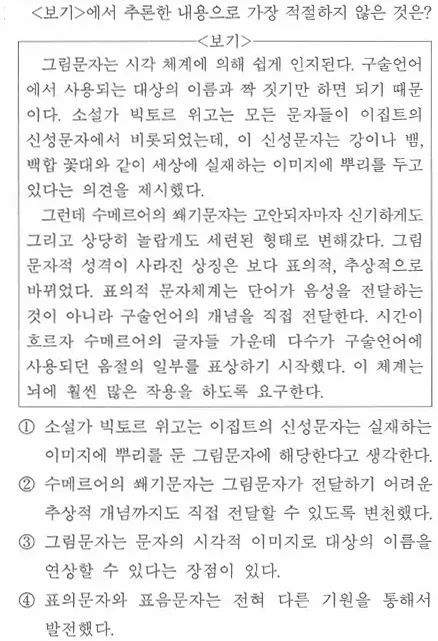 <보기>에서 추론한 내용으로 가장 적절하지 않은 것은?
<보기>
그림문자는 시각 체계에 의해 쉽게 인지된다. 구술언어
에서 사용되는 대상의 이름과 짝 짓기만 하면 되기 때문
이다. 소설가 빅토르 위고는 모든 문자들이 이집트의
신성문자에서 비롯되었는데, 이 신성문자는 강이나 뱀,
백합 꽃대와 같이 세상에 실재하는 이미지에 뿌리를 두고
있다는 의견을 제시했다.
그런데 수메르어의 쐐기문자는 고안되자마자 신기하게도
그리고 상당히 놀랍게도 세련된 형태로 변해갔다. 그림
문자적 성격이 사라진 상징은 보다 표의적, 추상적으로
바뀌었다. 표의적 문자체계는 단어가 음성을 전달하는
것이 아니라 구술언어의 개념을 직접 전달한다. 시간이
흐르자 수메르어의 글자들 가운데 다수가 구술언어에
사용되던 음절의 일부를 표상하기 시작했다. 이 체계는
뇌에 훨씬 많은 작용을 하도록 요구한다.
① 소설가 빅토르 위고는 이집트의 신성문자는 실재하는
이미지에 뿌리를 둔 그림문자에 해당한다고 생각한다.
② 수메르어의 쐐기문자는 그림문자가 전달하기 어려운
추상적 개념까지도 직접 전달할 수 있도록 변천했다.
③ 그림문자는 문자의 시각적 이미지로 대상의 이름을
연상할 수 있다는 장점이 있다.
④ 표의문자와 표음문자는 전혀 다른 기원을 통해서
발전했다.